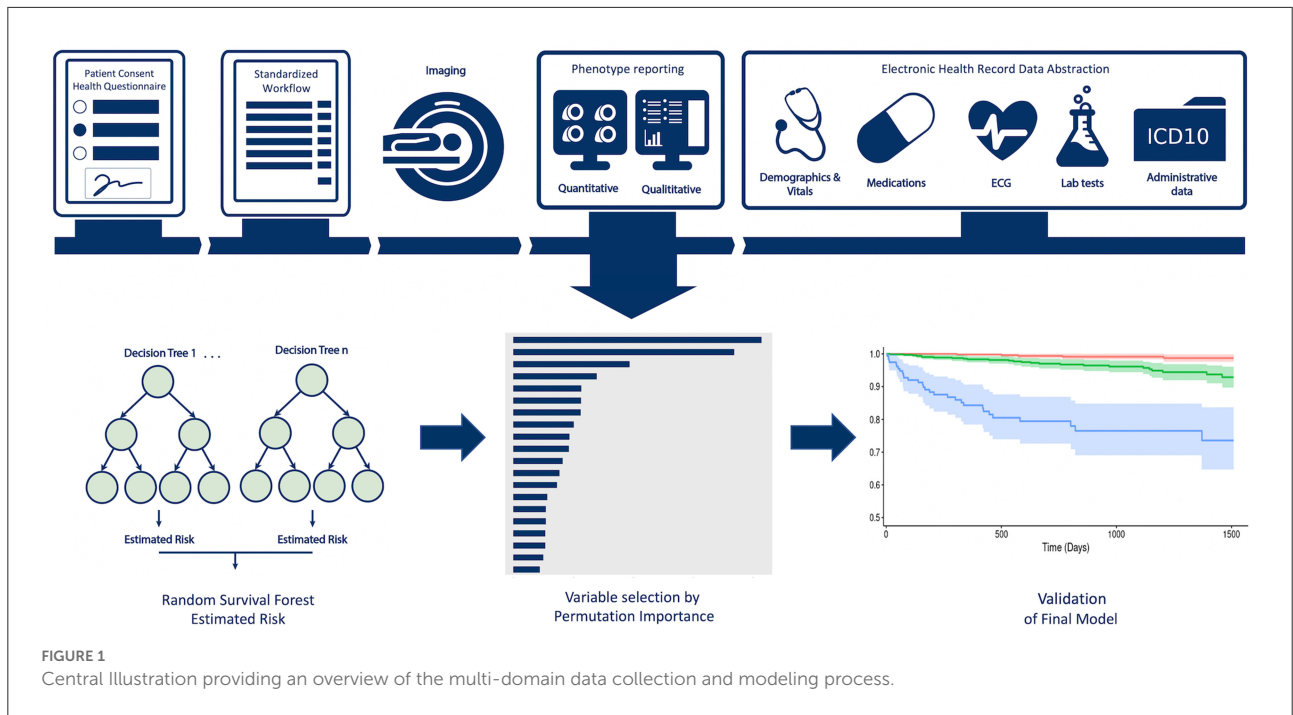 Patient Consent
Health Questionnaire
Standardized
Workflow
Imaging
Phenotype reporting
Quantitative
Qualititative
Electronic Health Record Data Abstraction
Demographics &
Vitals
Medications
ECG
Lab tests
ICD10
Administrative
data
Decision Tree 1 . . .
Decision Tree n
Estimated Risk
Estimated Risk
Random Survival Forest
Estimated Risk
Variable selection by
Permutation Importance
1.0
0.9
0.8
0.7
0.6
0.5
0
500
1000
1500
Time (Days)
Validation
of Final Model
FIGURE 1
Central Illustration providing an overview of the multi-domain data collection and modeling process.